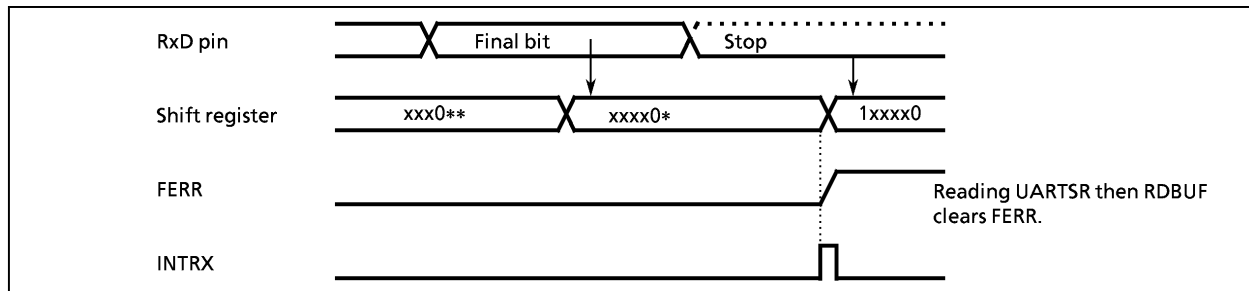 RxD pin
Final bit
Stop
Shift register
xxx0**
xxxx0*
1xxxx0
FERR
Reading UARTSR then RDBUF
clears FERR.
INTRX